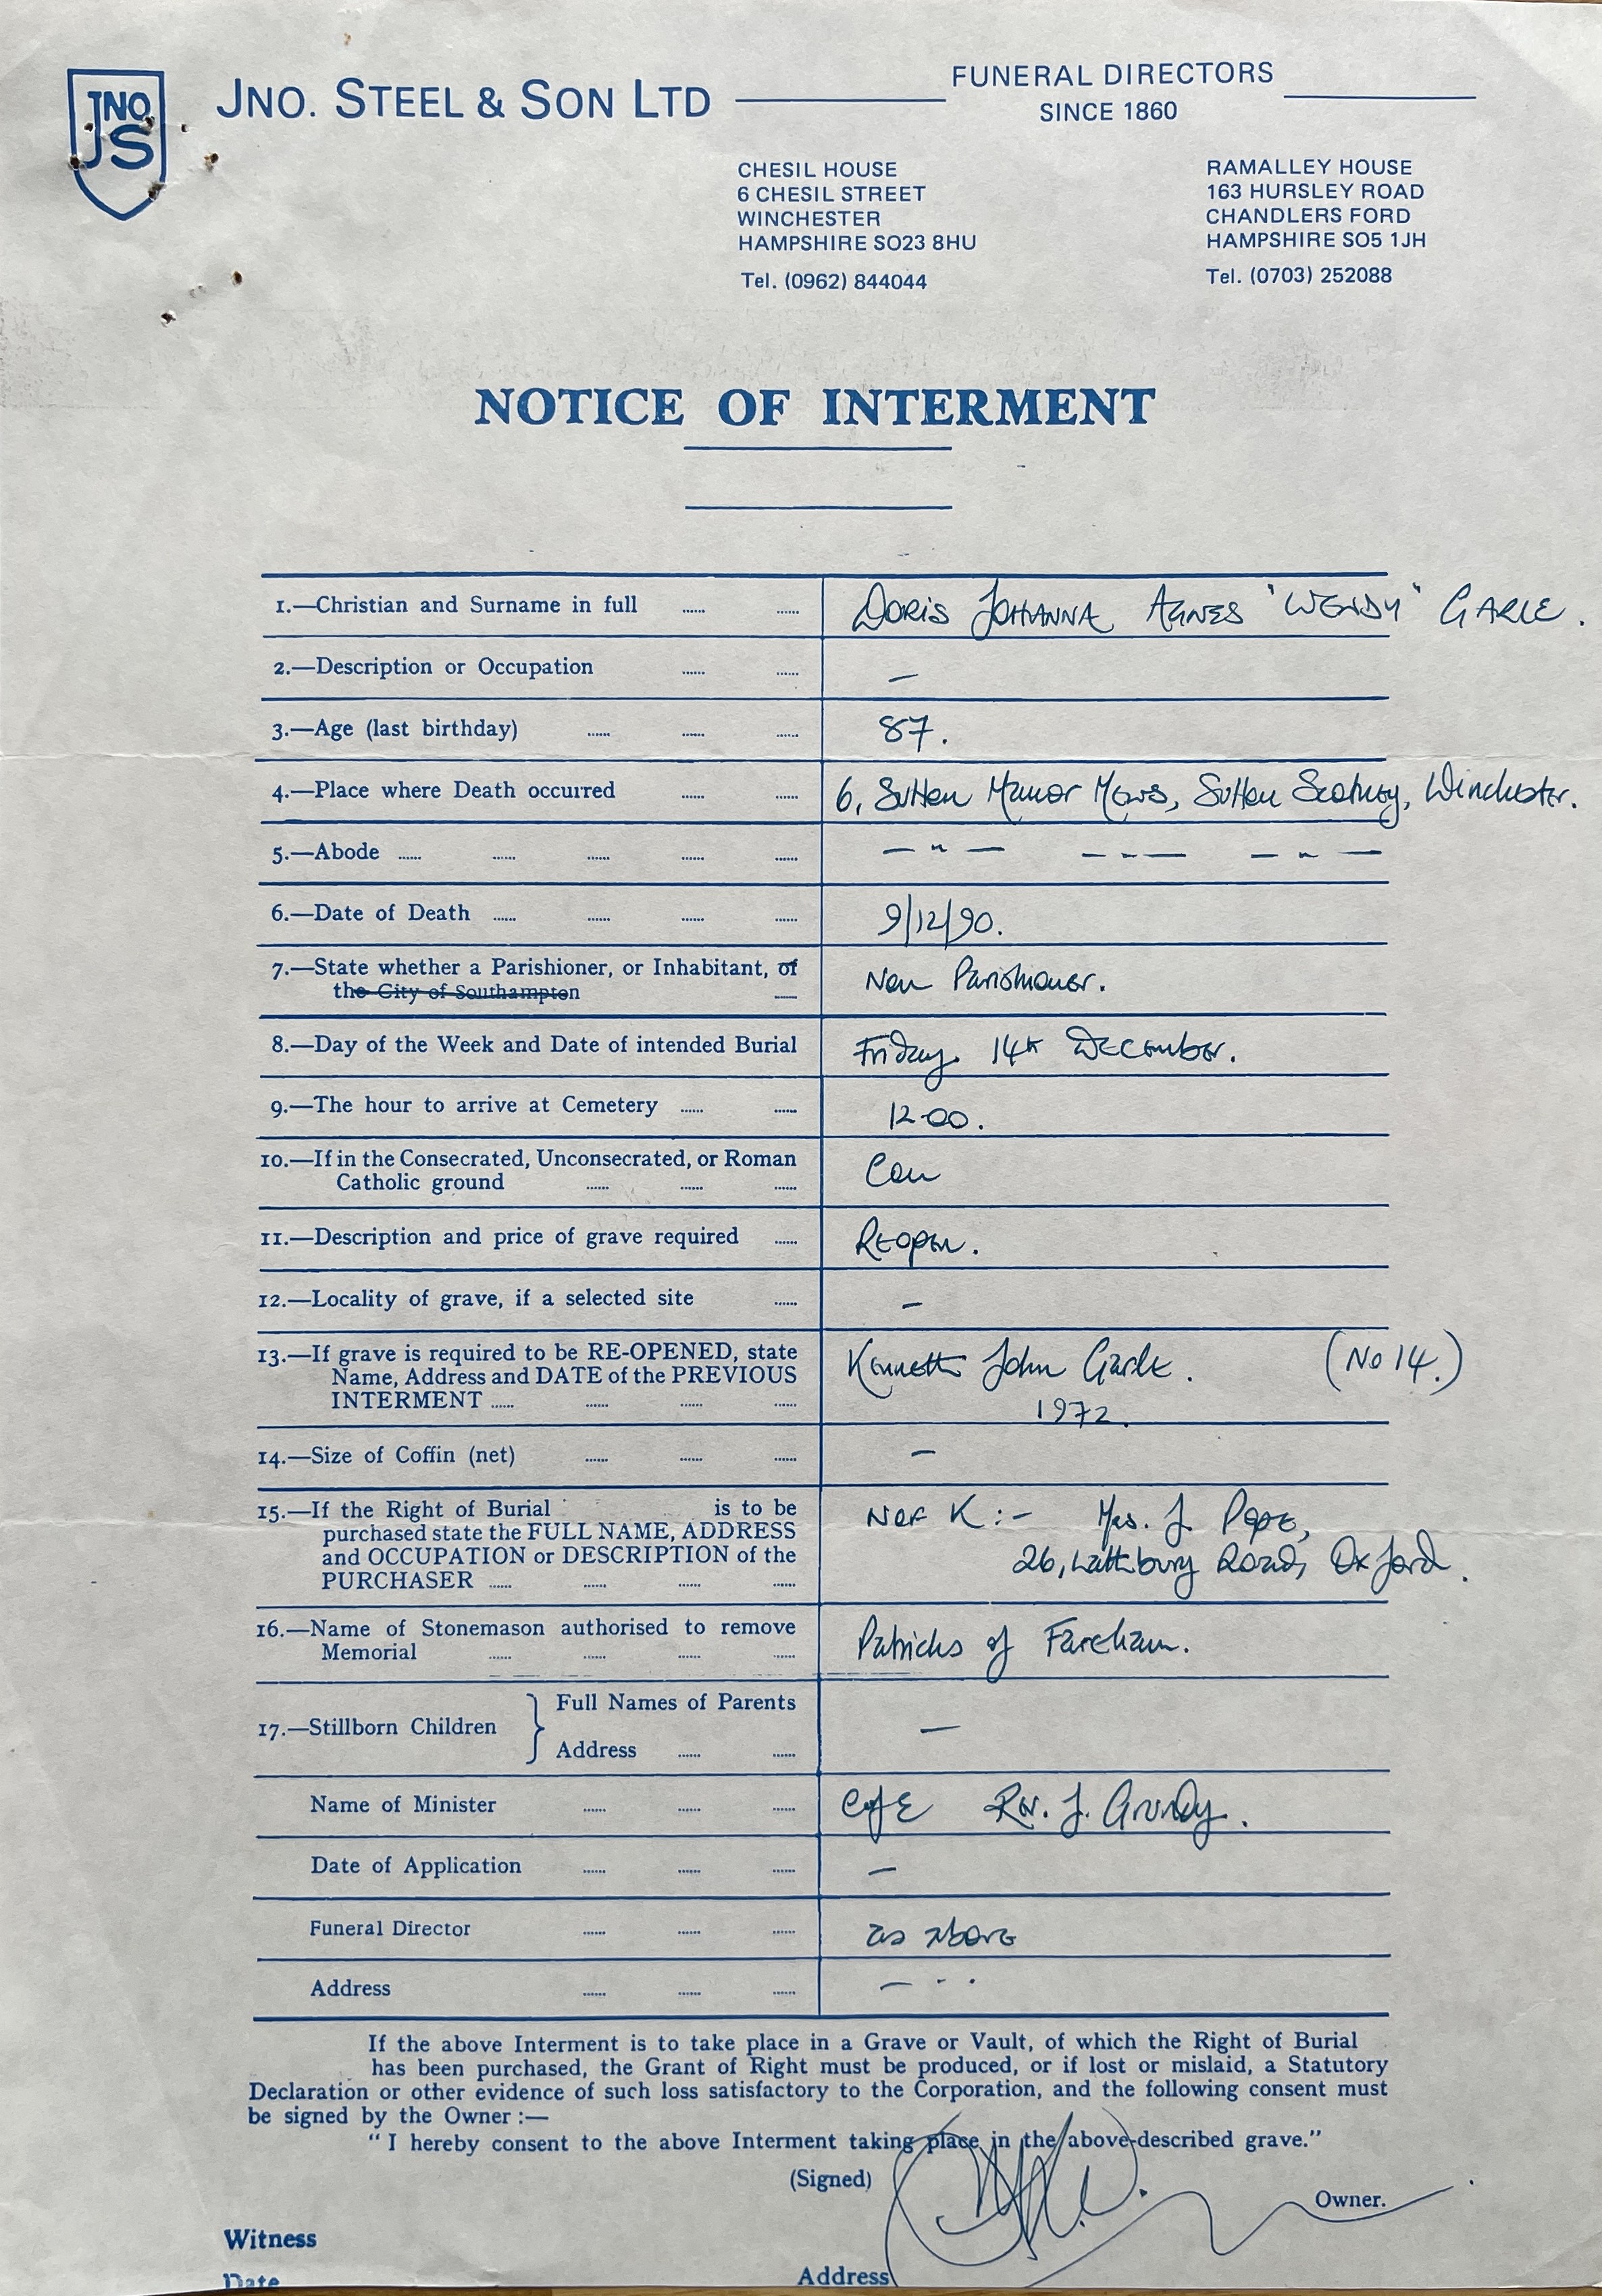 JNO
JS
JNO. STEEL & SON LTD
FUNERAL DIRECTORS
SINCE 1860
CHESIL HOUSE
6 CHESIL STREET
WINCHESTER
HAMPSHIRE SO23 8HU
Tel. (0962) 844044
RAMALLEY HOUSE
163 HURSLEY ROAD
CHANDLERS FORD
HAMPSHIRE SO5 1JH
Tel. (0703) 252088
NOTICE OF INTERMENT
1.—Christian and Surname in full ...... ...... DORIS JOHANNA AGNES "WENDY" GARLE.
2.—Description or Occupation ...... ...... —
3.—Age (last birthday) ...... ...... ...... 87.
4.—Place where Death occurred ...... ...... 6, Sutton Manor Mews, Sutton Scotney, Winchester.
5.—Abode ...... ...... ...... ...... ...... — " — — " — — " —
6.—Date of Death ...... ...... ...... ...... 9/12/90.
7.—State whether a Parishioner, or Inhabitant, of
the City of Southampton ...... Non Parishioner.
8.—Day of the Week and Date of intended Burial Friday 14th DECEMBER.
9.—The hour to arrive at Cemetery ...... ...... 12-00.
10.—If in the Consecrated, Unconsecrated, or Roman
Catholic ground ...... ...... ...... Con
11.—Description and price of grave required ...... REOPEN.
12.—Locality of grave, if a selected site ...... —
13.—If grave is required to be RE-OPENED, state
Name, Address and DATE of the PREVIOUS
INTERMENT ...... ...... ...... ......
Kenneth John Garle. (No 14.)
1972.
14.—Size of Coffin (net) ...... ...... ...... —
15.—If the Right of Burial is to be
purchased state the FULL NAME, ADDRESS
and OCCUPATION or DESCRIPTION of the
PURCHASER ...... ...... ...... ......
K:- Mrs. J. Pope,
26, Lathbury Road, Oxford.
16.—Name of Stonemason authorised to remove
Memorial ...... ...... ...... ...... Patricks of Fareham.
17.—Stillborn Children } Full Names of Parents
Address ...... ...... —
Name of Minister ...... ...... ...... C of E Rev. J. Grundy.
Date of Application ...... ...... ...... —
Funeral Director ...... ...... ...... as above
Address ...... ...... ...... — " "
If the above Interment is to take place in a Grave or Vault, of which the Right of Burial
has been purchased, the Grant of Right must be produced, or if lost or mislaid, a Statutory
Declaration or other evidence of such loss satisfactory to the Corporation, and the following consent must
be signed by the Owner :—
"I hereby consent to the above Interment taking place in the above-described grave."
(Signed)
Owner.
Witness
Date
Address